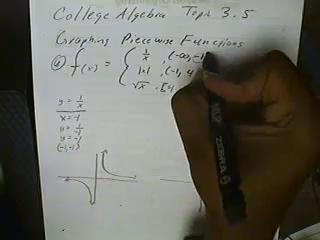 College Algebra Topic 3.5
Graphing Piecewise Functions
f(x) = { 1/x , (-∞, -1
|x| , (-1, 4
√x , [4
y = 1/x
x = -1
y = 1/-1
y = -1
(-1, -1)